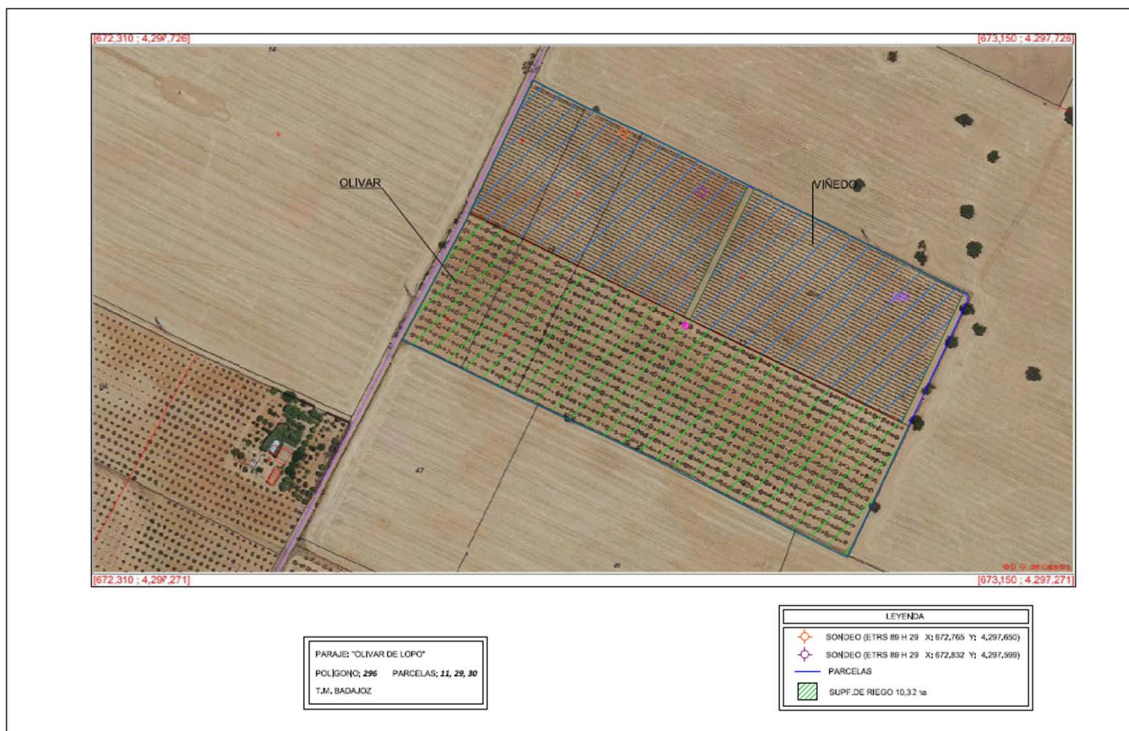 [672,310 ; 4,297,726]
[673,150 ; 4,297,726]
14
OLÍVAR
VIÑEDO
47
[672,310 ; 4,297,271]
[673,150 ; 4,297,271]
PARAJE: "OLIVAR DE LOPO"
POLÍGONO; 296 PARCELAS; 11, 29, 30
T.M. BADAJOZ
LEYENDA
SONDEO (ETRS 89 H 29 X: 672,765 Y: 4,297,650)
SONDEO (ETRS 89 H 29 X: 672,832 Y: 4,297,599)
PARCELAS
SUPF.DE RIEGO 10,32 ha